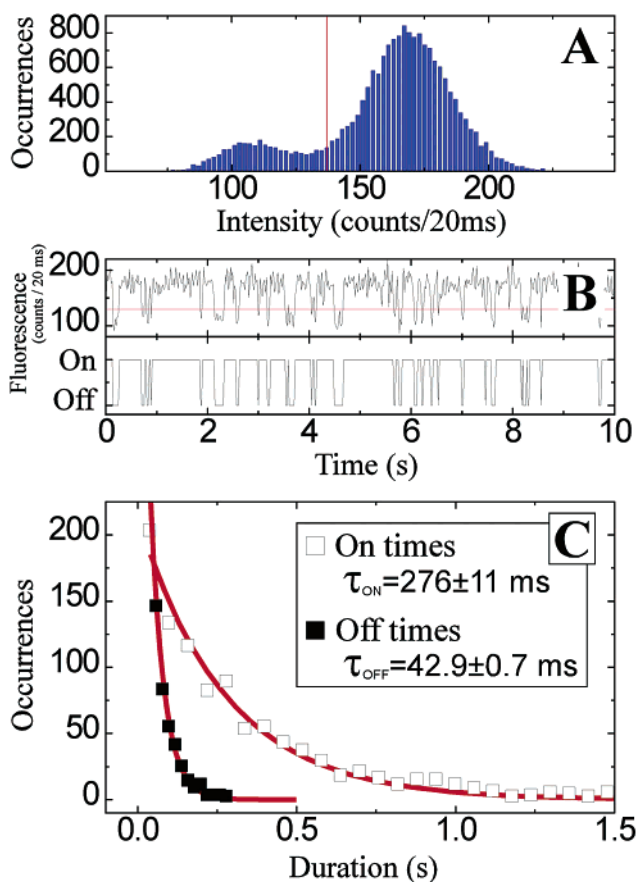 A
Occurrences
800
600
400
200
0
100
150
200
Intensity (counts/20ms)
B
Fluorescence
(counts / 20 ms)
200
100
On
Off
0
2
4
6
8
10
Time (s)
C
Occurrences
200
150
100
50
0
On times
τON=276±11 ms
Off times
τOFF=42.9±0.7 ms
0.0
0.5
1.0
1.5
Duration (s)